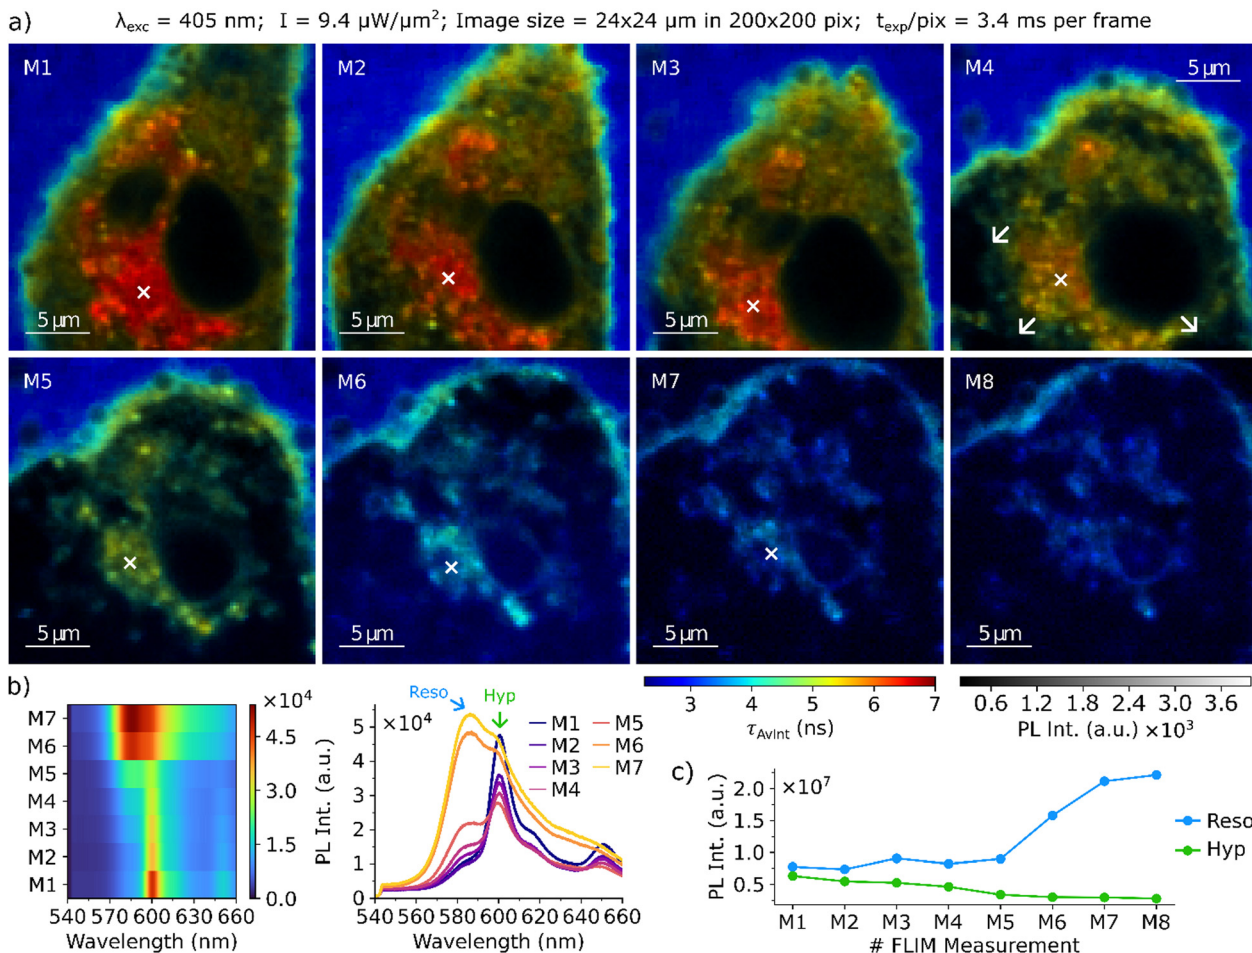 a)
λexc = 405 nm; I = 9.4 µW/µm²; Image size = 24x24 µm in 200x200 pix; texp/pix = 3.4 ms per frame
M1
M2
M3
M4
5 µm
5 µm
5 µm
5 µm
5 µm
M5
M6
M7
M8
5 µm
5 µm
5 µm
5 µm
3 4 5 6 7
τAvInt (ns)
0.6 1.2 1.8 2.4 3.0 3.6
PL Int. (a.u.) ×10³
b)
×10⁴
M7
M6
M5
M4
M3
M2
M1
540 570 600 630 660
Wavelength (nm)
4.5
3.0
1.5
0.0
Reso
Hyp
×10⁴
M1
M2
M3
M4
M5
M6
M7
PL Int. (a.u.)
5
4
3
2
1
0
540 560 580 600 620 640 660
Wavelength (nm)
c)
×10⁷
PL Int. (a.u.)
2.0
1.5
1.0
0.5
M1 M2 M3 M4 M5 M6 M7 M8
# FLIM Measurement
Reso
Hyp